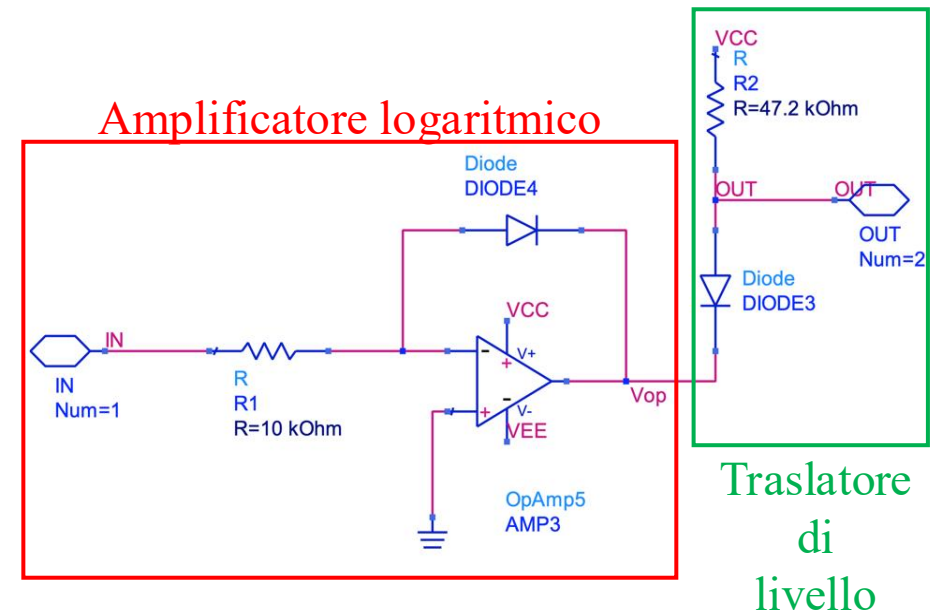 Amplificatore logaritmico
Diode
DIODE4
IN
IN
Num=1
R
R1
R=10 kOhm
VCC
V+
-
+
-
+
V-
VEE
OpAmp5
AMP3
Vop
VCC
R
R2
R=47.2 kOhm
OUT
OUT
OUT
Num=2
Diode
DIODE3
Traslatore
di
livello